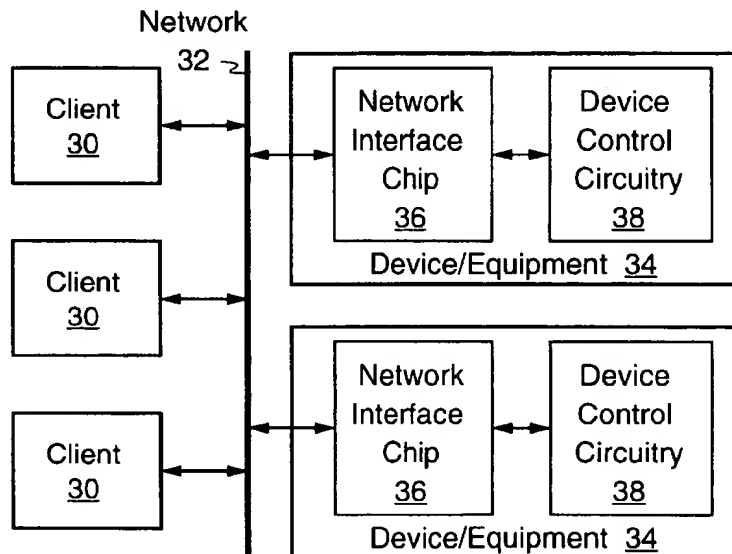 Network
32
Client
30
Client
30
Client
30
Network
Interface
Chip
36
Device
Control
Circuitry
38
Device/Equipment 34
Network
Interface
Chip
36
Device
Control
Circuitry
38
Device/Equipment 34